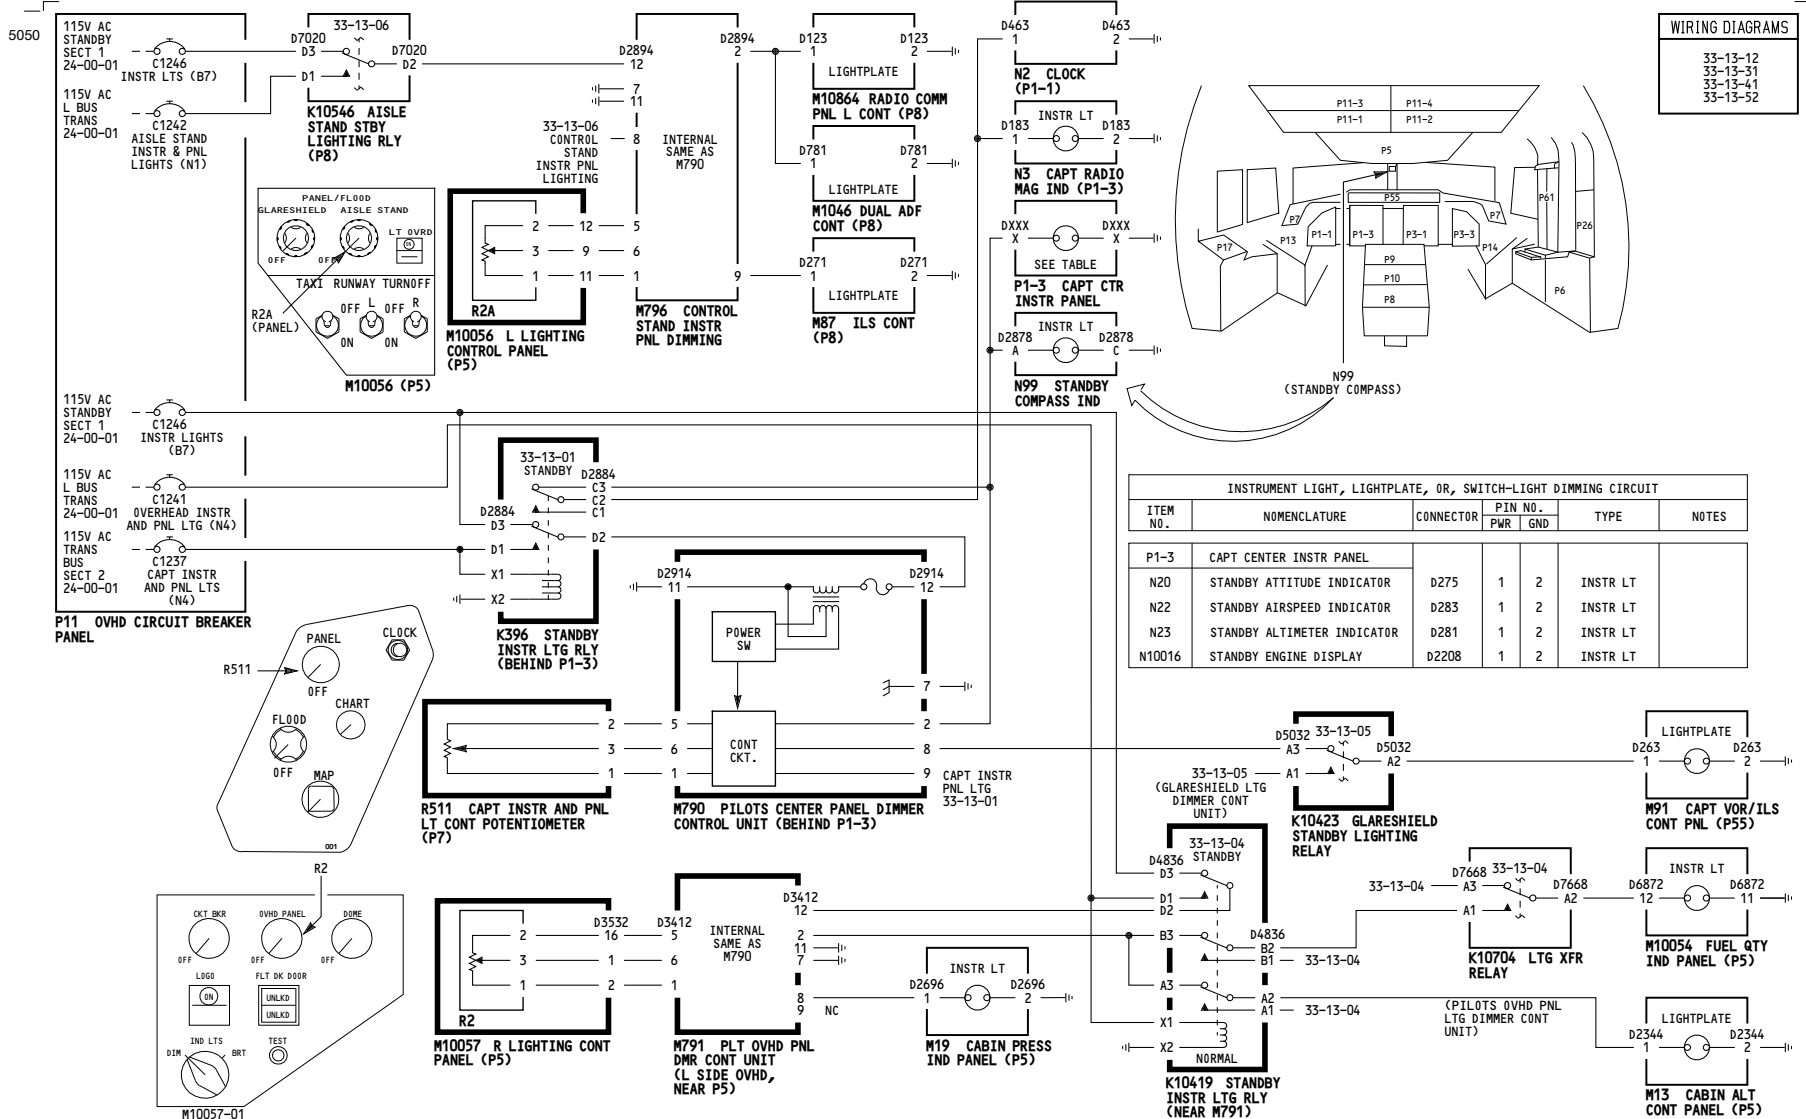 5050
115V AC
STANDBY
SECT 1
24-00-01
C1246
INSTR LTS (B7)
115V AC
L BUS
TRANS
24-00-01
C1242
AISLE STAND
INSTR & PNL
LIGHTS (N1)
33-13-06
D7020
D3
D7020
D2
D1
K10546 AISLE
STAND STBY
LIGHTING RLY
(P8)
PANEL/FLOOD
GLARESHIELD AISLE STAND
LT OVRD
ON
OFF
OFF
TAXI RUNWAY TURNOFF
L R
OFF OFF
ON ON
R2A
(PANEL)
M10056 (P5)
2
3
1
R2A
12
9
11
M10056 L LIGHTING
CONTROL PANEL
(P5)
33-13-06
CONTROL
STAND
INSTR PNL
LIGHTING
D2894
12
7
11
8
5
6
1
INTERNAL
SAME AS
M790
D2894
2
9
M796 CONTROL
STAND INSTR
PNL DIMMING
D123
1
D123
2
LIGHTPLATE
M10864 RADIO COMM
PNL L CONT (P8)
D781
1
D781
2
LIGHTPLATE
M1046 DUAL ADF
CONT (P8)
D271
1
D271
2
LIGHTPLATE
M87 ILS CONT
(P8)
D463
1
D463
2
N2 CLOCK
(P1-1)
INSTR LT
D183
1
D183
2
N3 CAPT RADIO
MAG IND (P1-3)
DXXX
X
DXXX
X
SEE TABLE
P1-3 CAPT CTR
INSTR PANEL
INSTR LT
D2878
A
D2878
C
N99 STANDBY
COMPASS IND
WIRING DIAGRAMS
33-13-12
33-13-31
33-13-41
33-13-52
P11-3
P11-4
P11-1
P11-2
P5
P55
P61
P7
P7
P26
P1-1
P1-3
P3-1
P3-3
P17
P13
P14
P9
P10
P8
P6
N99
(STANDBY COMPASS)
115V AC
STANDBY
SECT 1
24-00-01
C1246
INSTR LIGHTS
(B7)
115V AC
L BUS
TRANS
24-00-01
C1241
OVERHEAD INSTR
AND PNL LTG (N4)
115V AC
TRANS
BUS
SECT 2
24-00-01
C1237
CAPT INSTR
AND PNL LTS
(N4)
P11 OVHD CIRCUIT BREAKER
PANEL
33-13-01
STANDBY
D2884
C3
C2
C1
D2884
D3
D2
D1
X1
X2
K396 STANDBY
INSTR LTG RLY
(BEHIND P1-3)
INSTRUMENT LIGHT, LIGHTPLATE, OR, SWITCH-LIGHT DIMMING CIRCUIT
ITEM NO. NOMENCLATURE CONNECTOR PIN NO. PWR GND TYPE NOTES
P1-3 CAPT CENTER INSTR PANEL
N20 STANDBY ATTITUDE INDICATOR D275 1 2 INSTR LT
N22 STANDBY AIRSPEED INDICATOR D283 1 2 INSTR LT
N23 STANDBY ALTIMETER INDICATOR D281 1 2 INSTR LT
N10016 STANDBY ENGINE DISPLAY D2208 1 2 INSTR LT
PANEL
CLOCK
R511
OFF
CHART
FLOOD
OFF
MAP
001
2
3
1
R511 CAPT INSTR AND PNL
LT CONT POTENTIOMETER
(P7)
D2914
11
D2914
12
POWER
SW
7
5
6
1
CONT
CKT.
2
8
9
CAPT INSTR
PNL LTG
33-13-01
M790 PILOTS CENTER PANEL DIMMER
CONTROL UNIT (BEHIND P1-3)
D5032
A3
33-13-05
D5032
A2
33-13-05
A1
(GLARESHIELD LTG
DIMMER CONT
UNIT)
K10423 GLARESHIELD
STANDBY LIGHTING
RELAY
LIGHTPLATE
D263
1
D263
2
M91 CAPT VOR/ILS
CONT PNL (P55)
R2
CKT BKR
OVHD PANEL
DOME
OFF
OFF
OFF
LOGO
FLT DK DOOR
ON
UNLKD
UNLKD
IND LTS
TEST
DIM
BRT
M10057-01
2
3
1
R2
D3532
16
1
2
M10057 R LIGHTING CONT
PANEL (P5)
D3412
5
6
1
INTERNAL
SAME AS
M790
D3412
12
2
11
7
8
9
NC
M791 PLT OVHD PNL
DMR CONT UNIT
(L SIDE OVHD,
NEAR P5)
INSTR LT
D2696
1
D2696
2
M19 CABIN PRESS
IND PANEL (P5)
33-13-04
STANDBY
D4836
D3
D1
D2
B3
D4836
B2
B1
33-13-04
A3
A2
A1
33-13-04
X1
X2
NORMAL
K10419 STANDBY
INSTR LTG RLY
(NEAR M791)
33-13-04
D7668
A3
33-13-04
D7668
A2
A1
K10704 LTG XFR
RELAY
(PILOTS OVHD PNL
LTG DIMMER CONT
UNIT)
INSTR LT
D6872
12
D6872
11
M10054 FUEL QTY
IND PANEL (P5)
LIGHTPLATE
D2344
1
D2344
2
M13 CABIN ALT
CONT PANEL (P5)